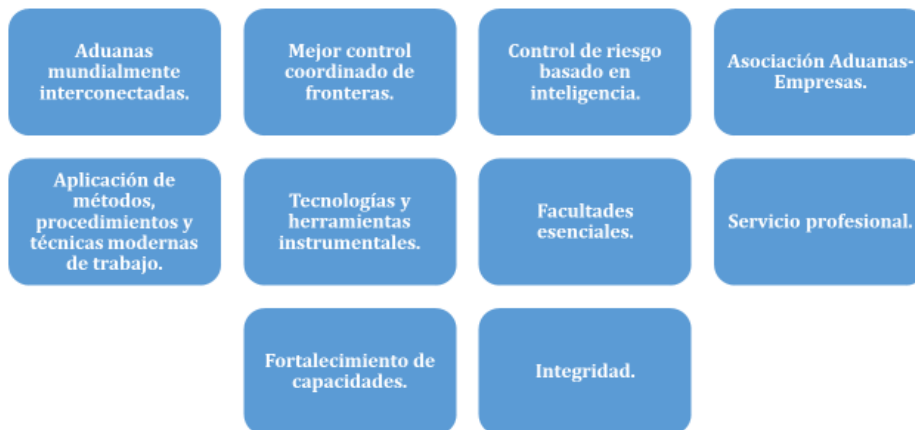 Aduanas
mundialmente
interconectadas.
Mejor control
coordinado de
fronteras.
Control de riesgo
basado en
inteligencia.
Asociación Aduanas-
Empresas.
Aplicación de
métodos,
procedimientos y
técnicas modernas
de trabajo.
Tecnologías y
herramientas
instrumentales.
Facultades
esenciales.
Servicio profesional.
Fortalecimiento de
capacidades.
Integridad.